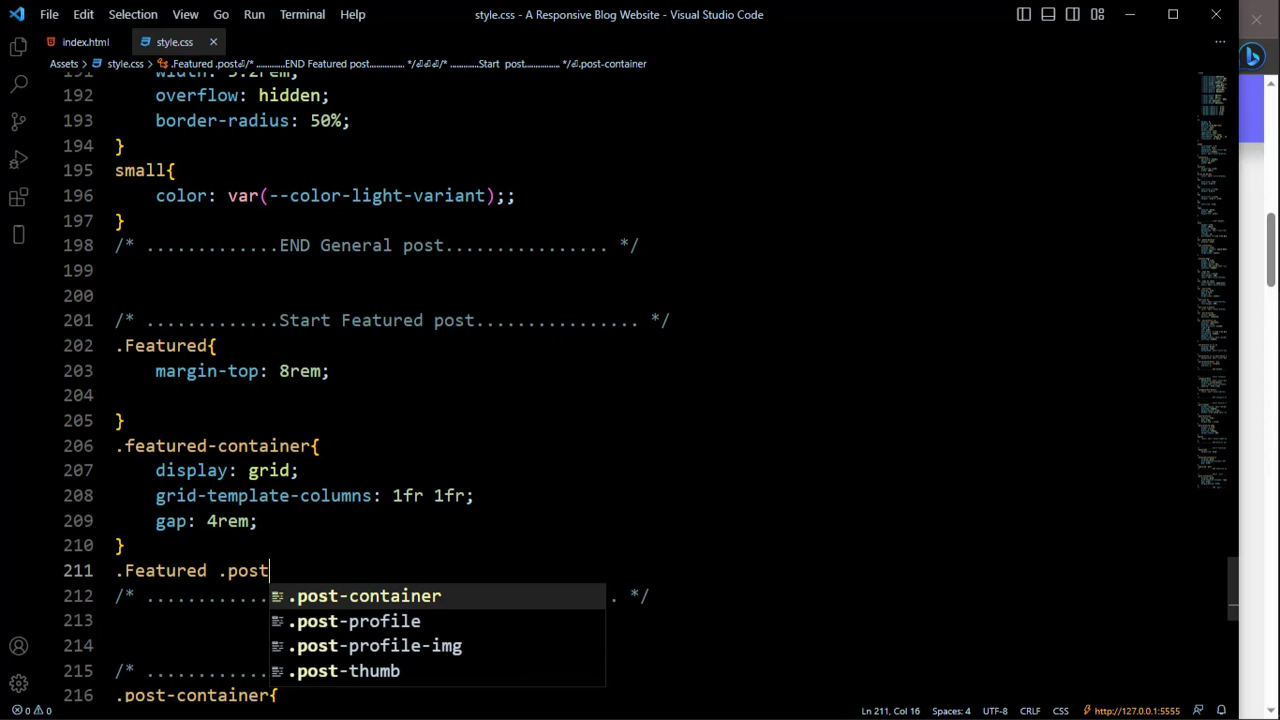 File Edit Selection View Go Run Terminal Help style.css - A Responsive Blog Website - Visual Studio Code
index.html style.css
Assets > style.css > .Featured .post⏎/* .............END Featured post................ */⏎⏎⏎/* .............Start post................ */⏎.post-container
192 overflow: hidden;
193 border-radius: 50%;
194 }
195 small{
196 color: var(--color-light-variant);;
197 }
198 /* .............END General post................ */
199
200
201 /* .............Start Featured post................ */
202 .Featured{
203 margin-top: 8rem;
204
205 }
206 .featured-container{
207 display: grid;
208 grid-template-columns: 1fr 1fr;
209 gap: 4rem;
210 }
211 .Featured .post
212 /* ............ . */
.post-container
213 .post-profile
214 .post-profile-img
215 /* ............ .post-thumb
216 .post-container{
0 0 Ln 211, Col 16 Spaces: 4 UTF-8 CRLF CSS http://127.0.0.1:5555